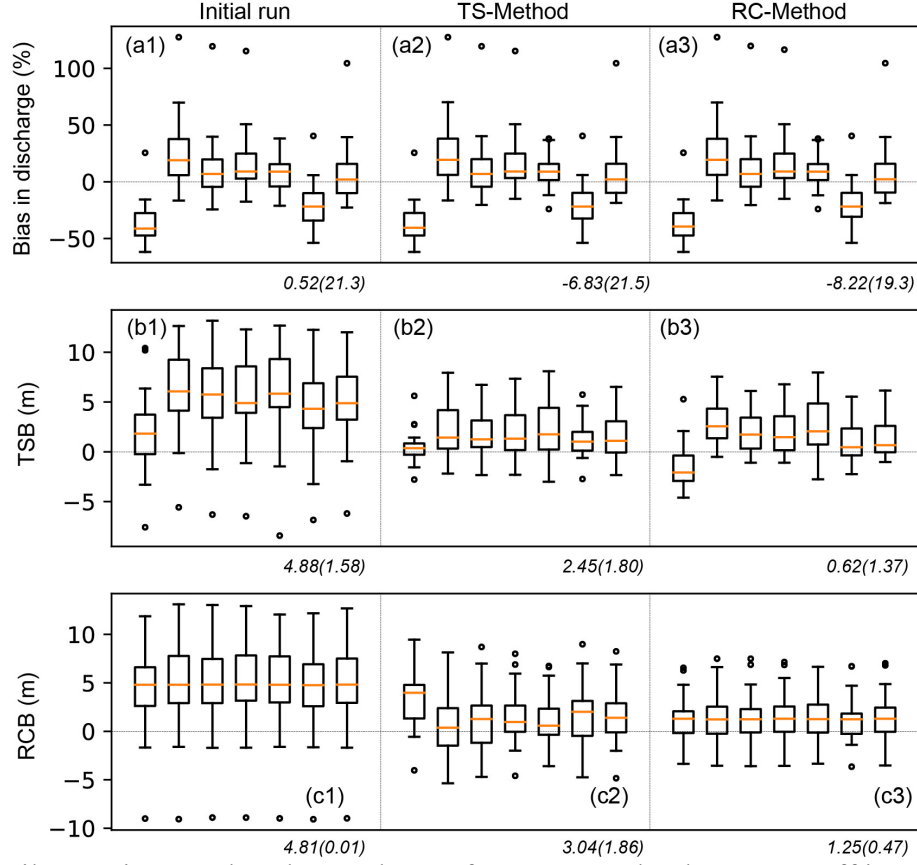 Initial run TS-Method RC-Method
Bias in discharge (%)
100
50
0
−50
(a1) (a2) (a3)
0.52(21.3) -6.83(21.5) -8.22(19.3)
TSB (m)
10
5
0
−5
(b1) (b2) (b3)
4.88(1.58) 2.45(1.80) 0.62(1.37)
RCB (m)
10
5
0
−5
−10
(c1) (c2) (c3)
4.81(0.01) 3.04(1.86) 1.25(0.47)